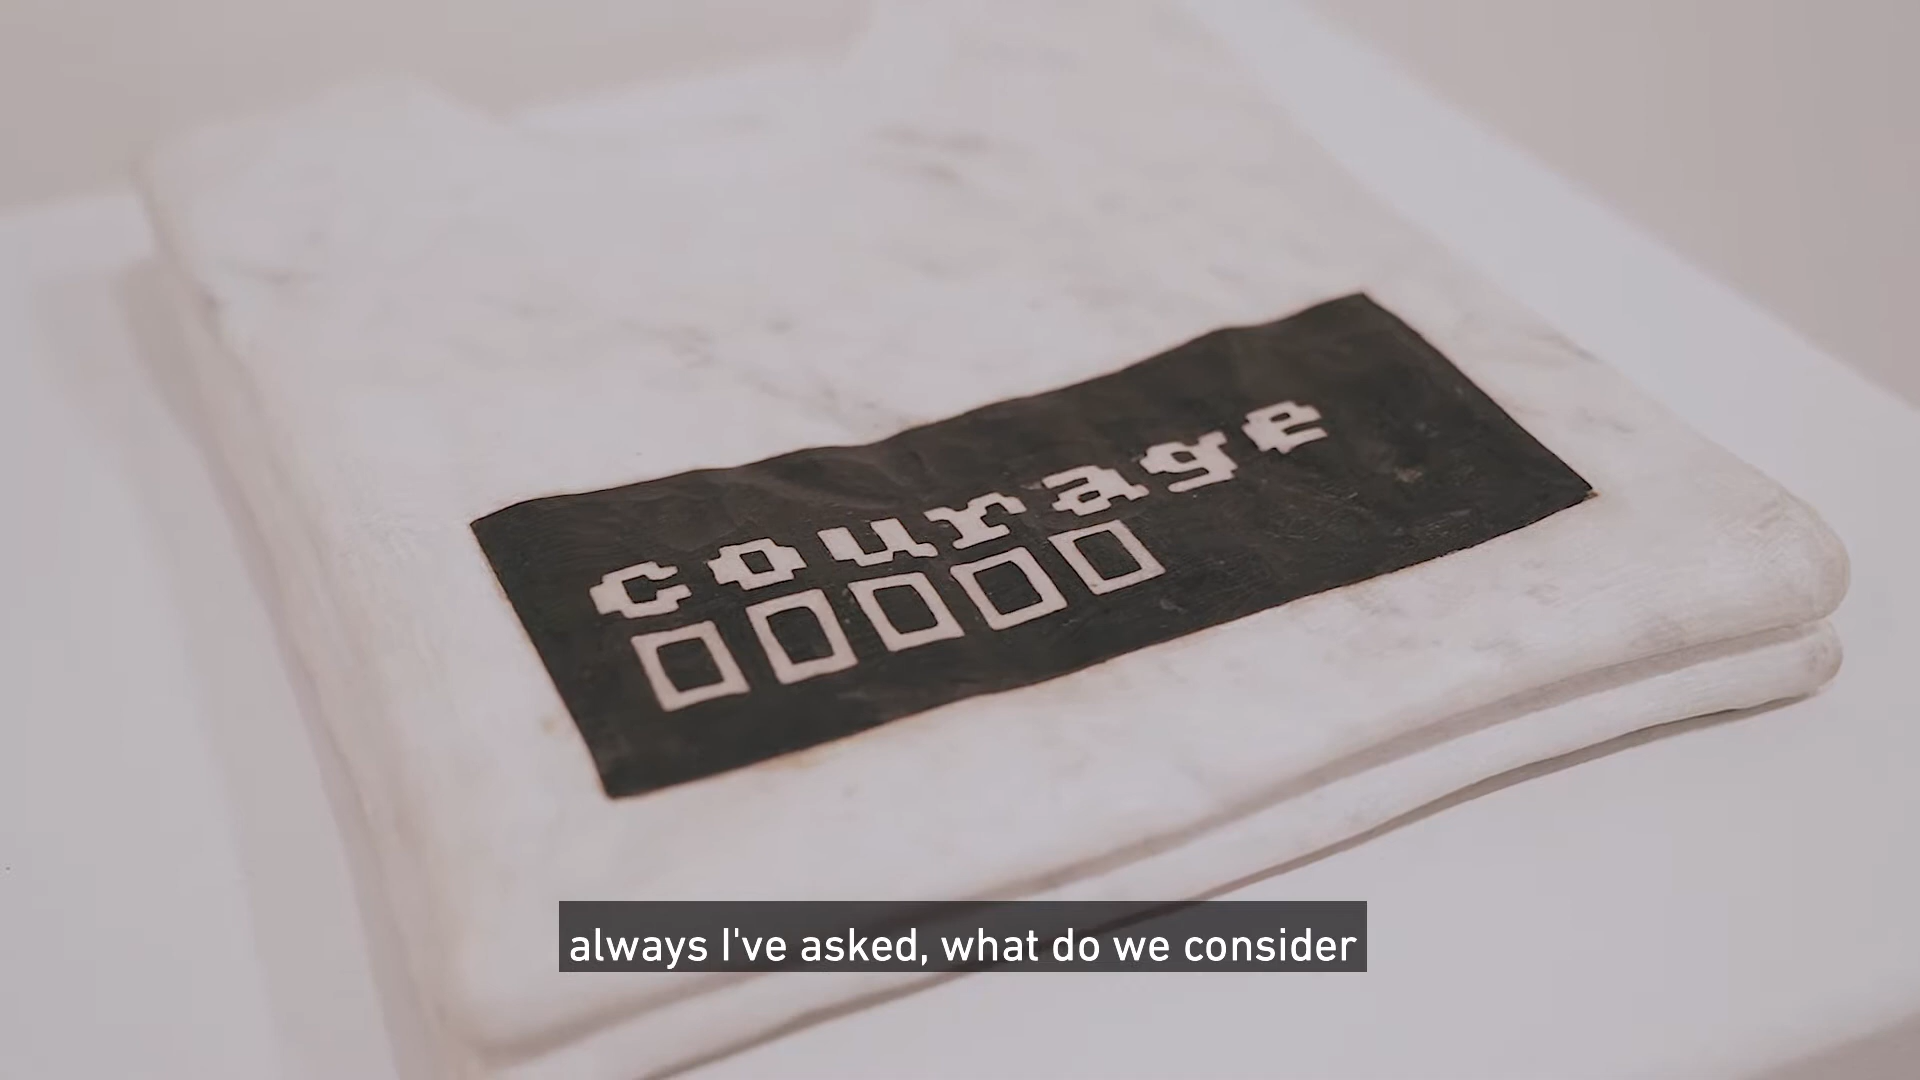 courage
□□□□□
always I've asked, what do we consider